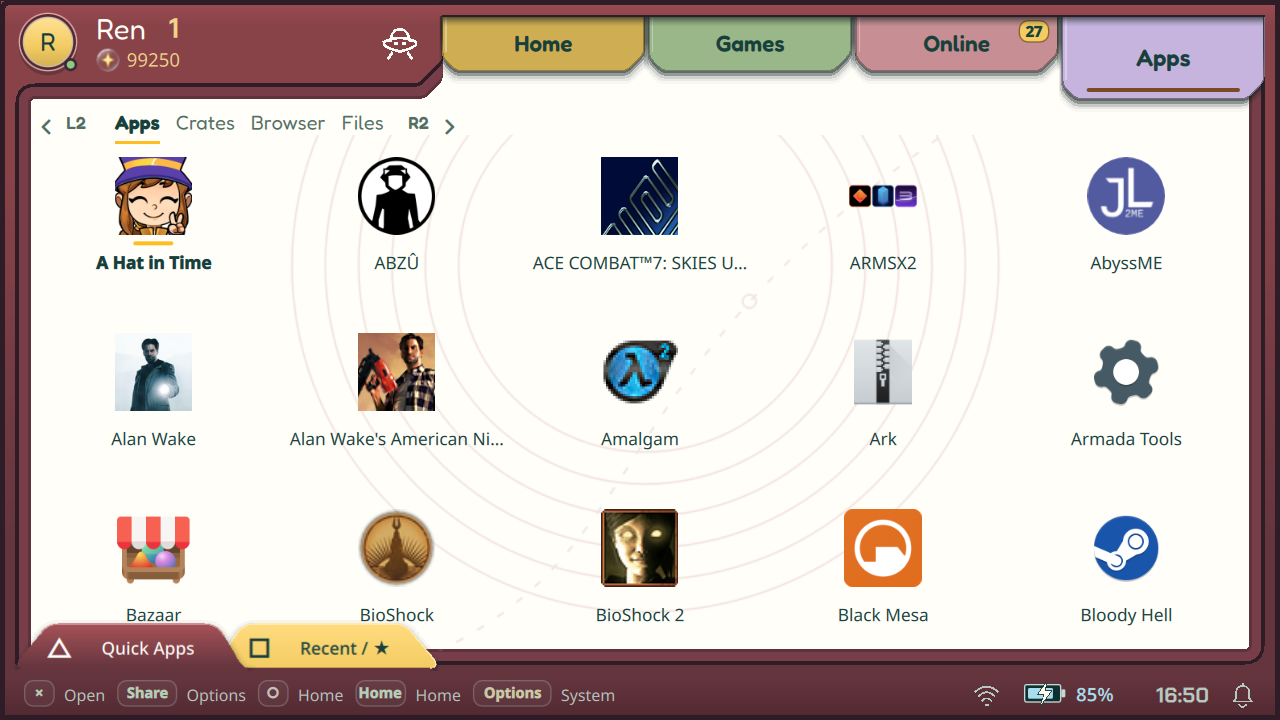 R
Ren 1
99250
Home
Games
Online
27
Apps
L2 Apps Crates Browser Files R2
A Hat in Time
ABZÛ
ACE COMBAT™7: SKIES U...
ARMSX2
JL
2ME
AbyssME
Alan Wake
Alan Wake's American Ni...
2
λ
Amalgam
Ark
Armada Tools
Bazaar
BioShock
BioShock 2
Black Mesa
Bloody Hell
Quick Apps
Recent / ★
× Open Share Options O Home Home Home Options System
85%
16:50